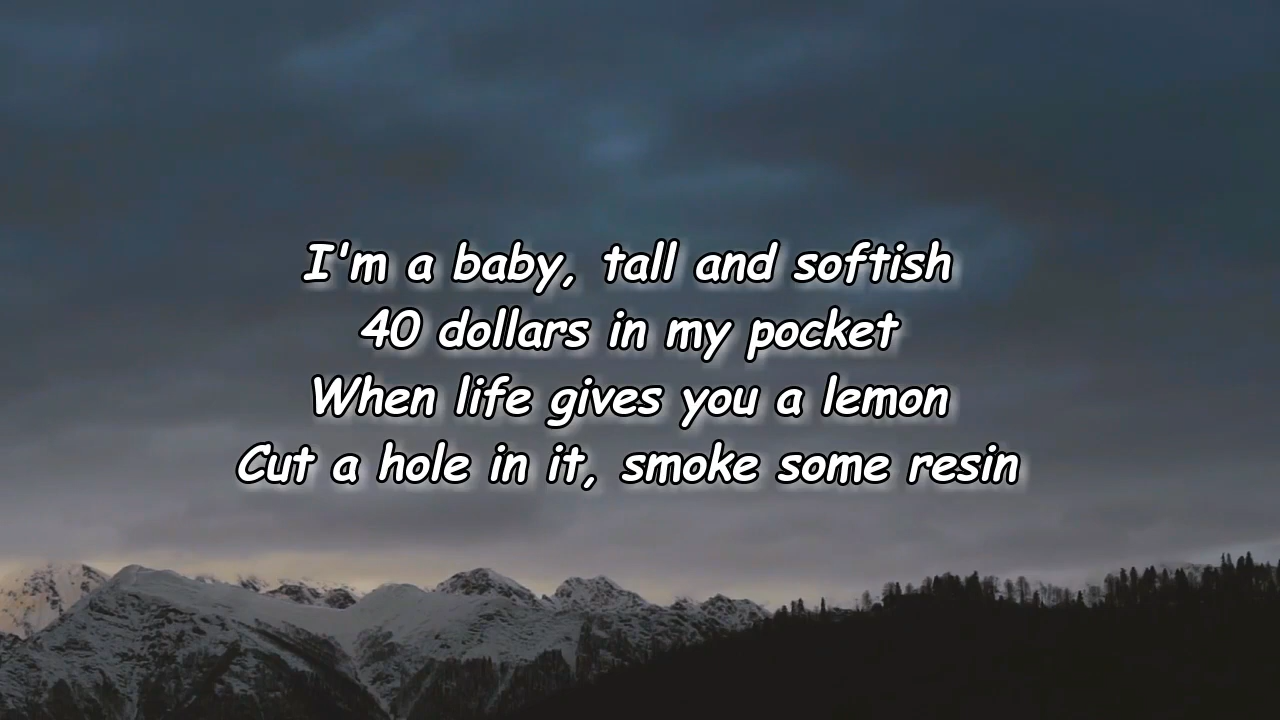 I'm a baby, tall and softish
40 dollars in my pocket
When life gives you a lemon
Cut a hole in it, smoke some resin